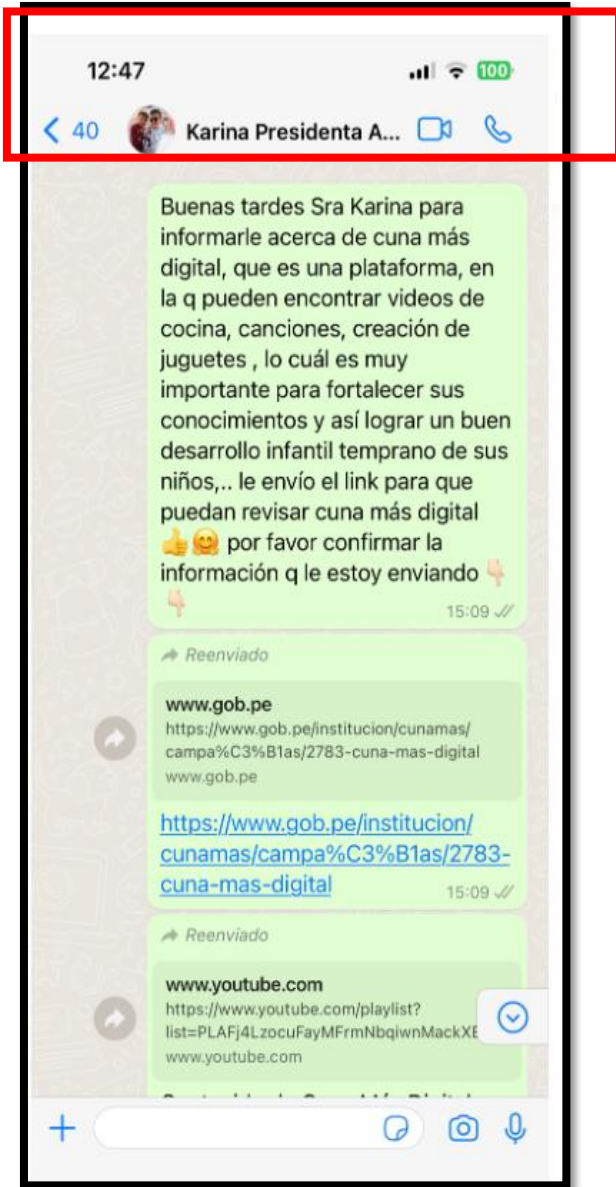 12:47
100
40 Karina Presidenta A...
Buenas tardes Sra Karina para
informarle acerca de cuna más
digital, que es una plataforma, en
la q pueden encontrar videos de
cocina, canciones, creación de
juguetes , lo cuál es muy
importante para fortalecer sus
conocimientos y así lograr un buen
desarrollo infantil temprano de sus
niños,.. le envío el link para que
puedan revisar cuna más digital
👍🤗 por favor confirmar la
información q le estoy enviando 👇🏻
👇🏻 15:09
Reenviado
www.gob.pe
https://www.gob.pe/institucion/cunamas/
campa%C3%B1as/2783-cuna-mas-digital
www.gob.pe
https://www.gob.pe/institucion/
cunamas/campa%C3%B1as/2783-
cuna-mas-digital 15:09
Reenviado
www.youtube.com
https://www.youtube.com/playlist?
list=PLAFj4LzocuFayMFrmNbqiwnMackXE
www.youtube.com